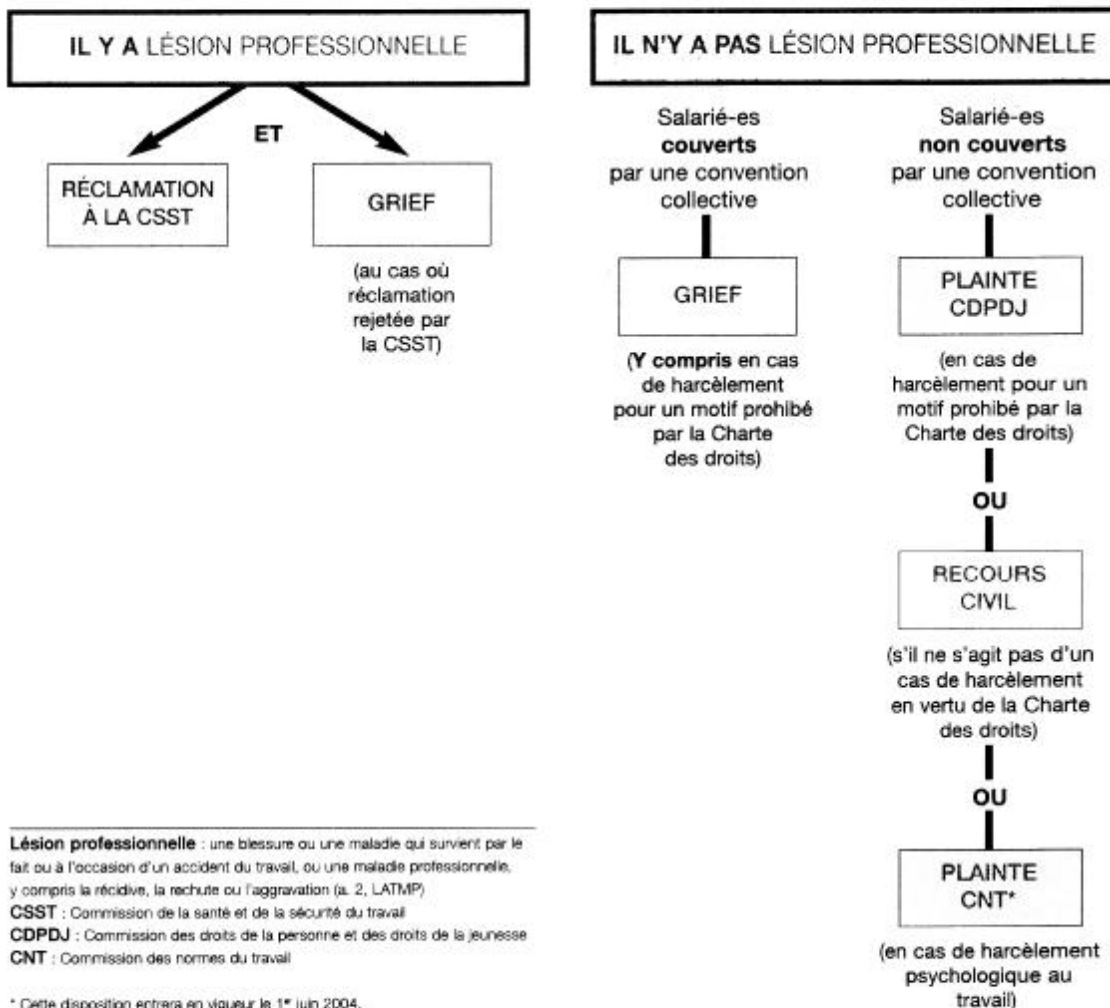 IL Y A LÉSION PROFESSIONNELLE
ET
RÉCLAMATION
À LA CSST
GRIEF
(au cas où
réclamation
rejetée par
la CSST)
IL N'Y A PAS LÉSION PROFESSIONNELLE
Salarié-es
couverts
par une convention
collective
GRIEF
(Y compris en cas
de harcèlement
pour un motif prohibé
par la Charte
des droits)
Salarié-es
non couverts
par une convention
collective
PLAINTE
CDPDJ
(en cas de
harcèlement pour un
motif prohibé par la
Charte des droits)
OU
RECOURS
CIVIL
(s'il ne s'agit pas d'un
cas de harcèlement
en vertu de la Charte
des droits)
OU
PLAINTE
CNT*
(en cas de harcèlement
psychologique au
travail)
Lésion professionnelle : une blessure ou une maladie qui survient par le
fait ou à l'occasion d'un accident du travail, ou une maladie professionnelle,
y compris la récidive, la rechute ou l'aggravation (a. 2, LATMP)
CSST : Commission de la santé et de la sécurité du travail
CDPDJ : Commission des droits de la personne et des droits de la jeunesse
CNT : Commission des normes du travail
* Cette disposition entrera en vigueur le 1er juin 2004.